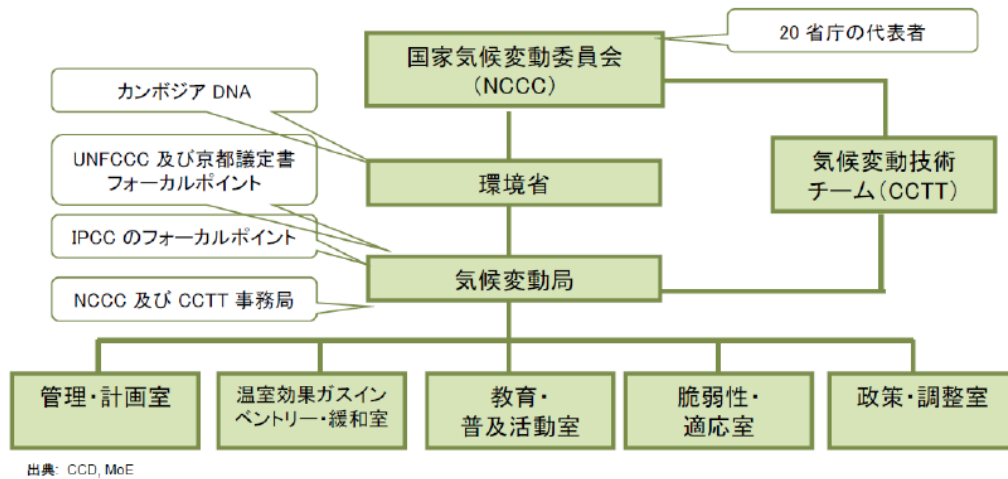 20 省庁の代表者
国家気候変動委員会
（NCCC）
カンボジア DNA
UNFCCC 及び京都議定書
フォーカルポイント
環境省
気候変動技術
チーム（CCTT）
IPCC のフォーカルポイント
気候変動局
NCCC 及び CCTT 事務局
管理・計画室
温室効果ガスイン
ベントリー・緩和室
教育・
普及活動室
脆弱性・
適応室
政策・調整室
出典: CCD, MoE